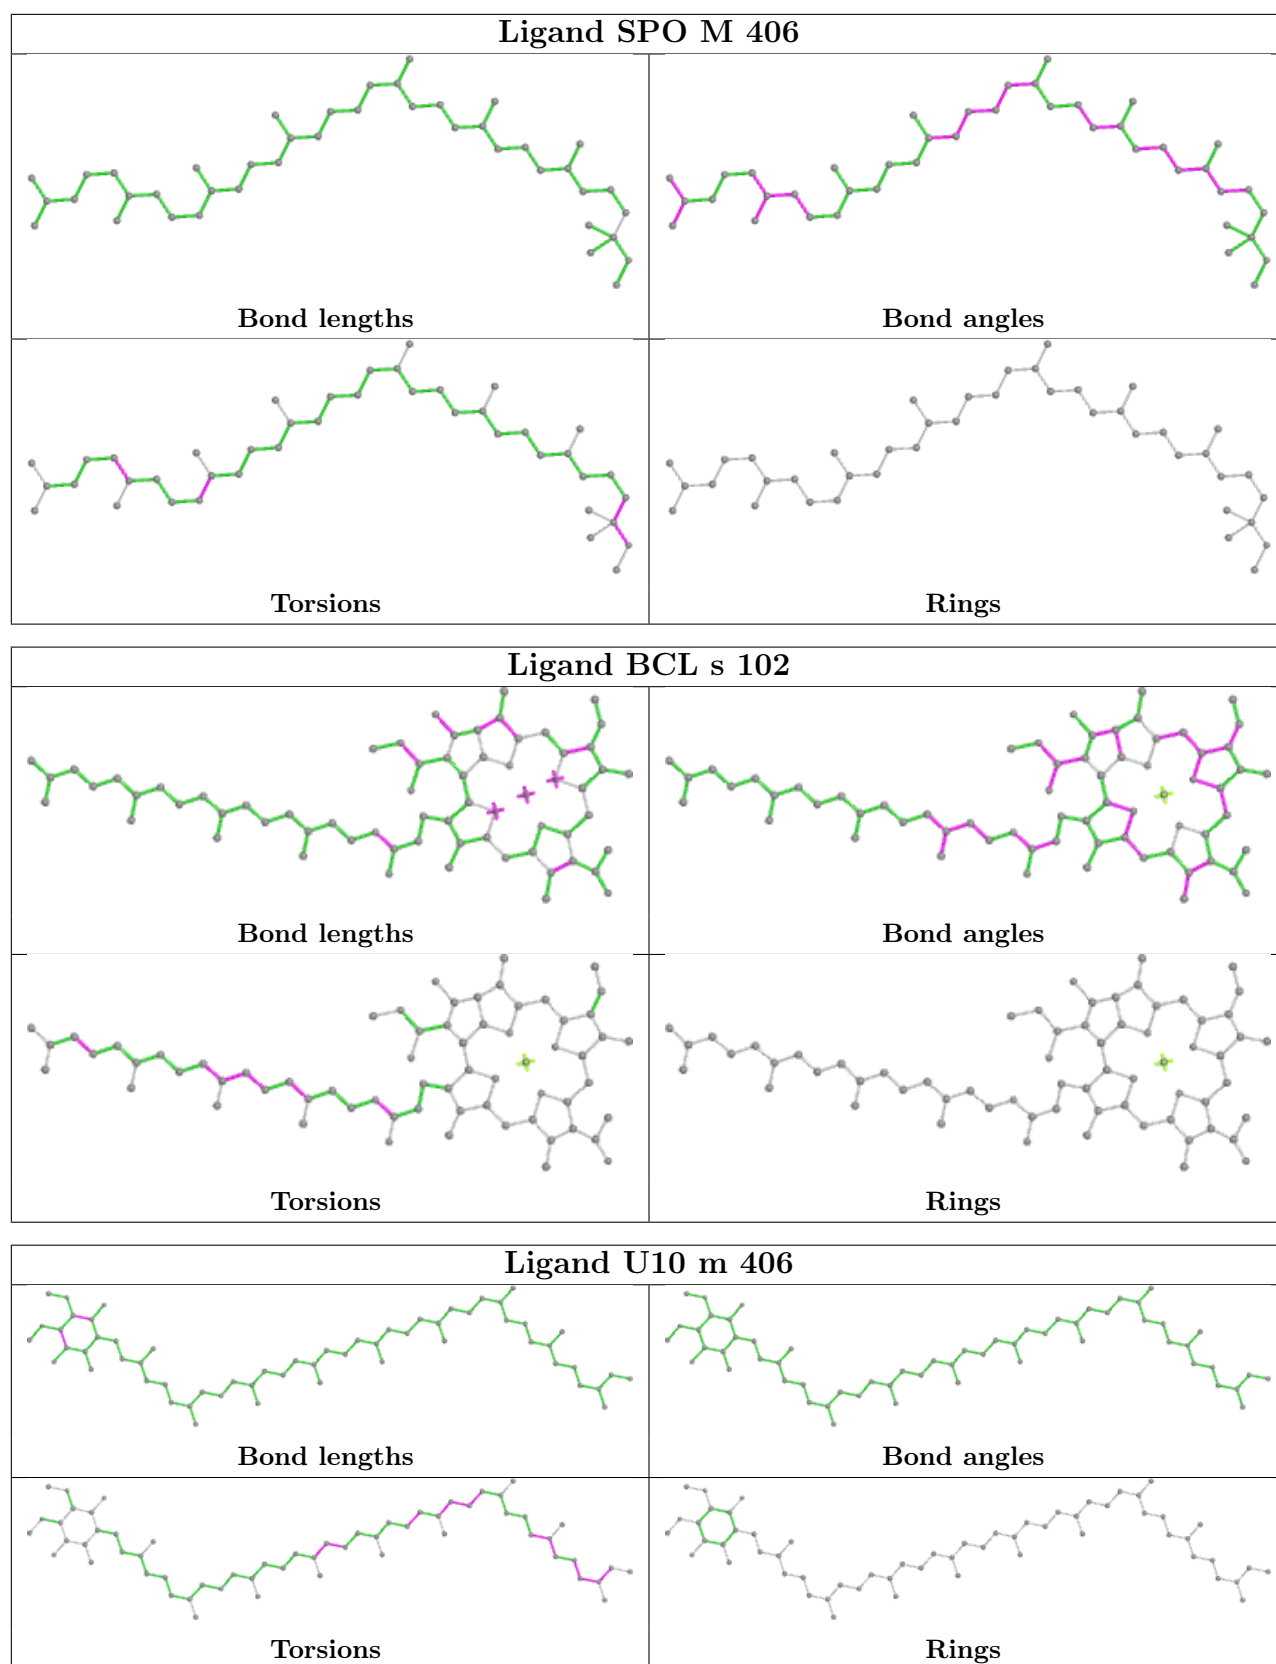 Ligand SPO M 406
Bond lengths
Bond angles
Torsions
Rings
Ligand BCL s 102
Bond lengths
Bond angles
Torsions
Rings
Ligand U10 m 406
Bond lengths
Bond angles
Torsions
Rings